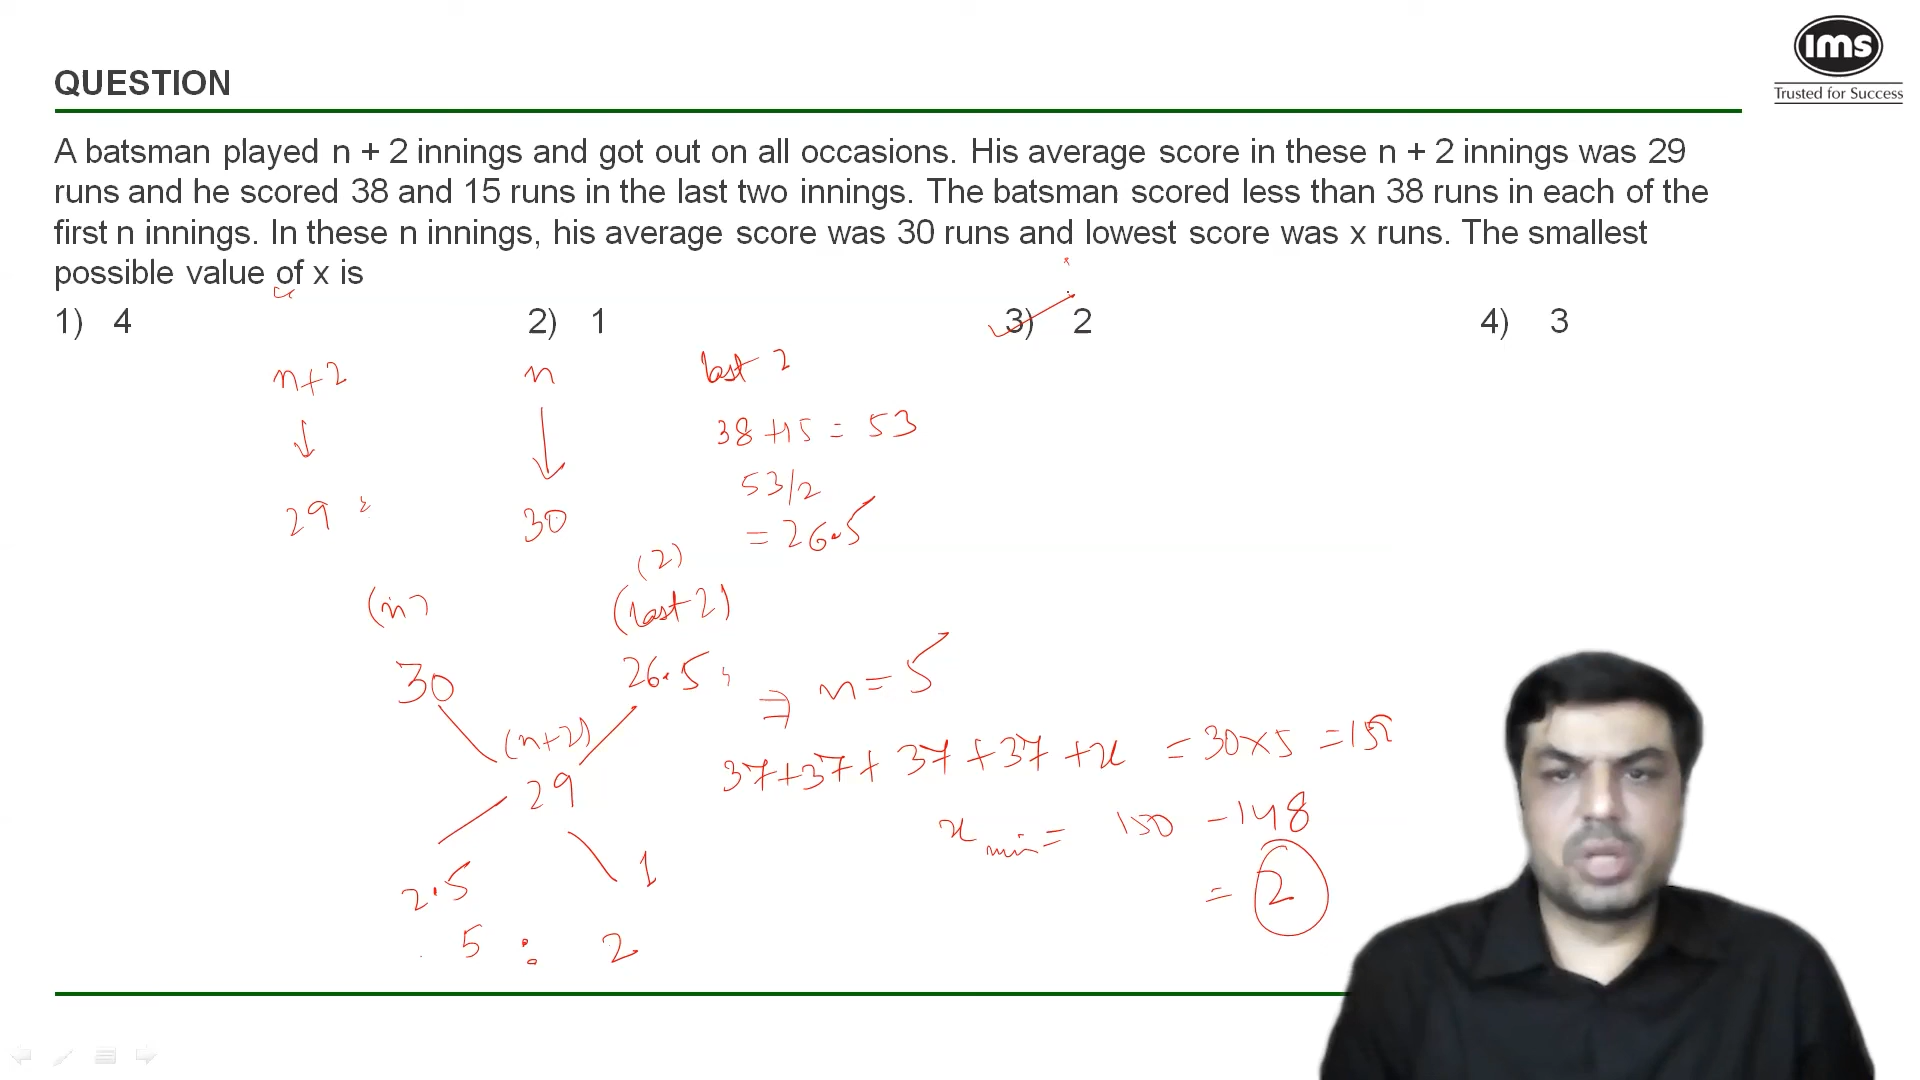 ims
Trusted for Success
QUESTION
A batsman played n + 2 innings and got out on all occasions. His average score in these n + 2 innings was 29
runs and he scored 38 and 15 runs in the last two innings. The batsman scored less than 38 runs in each of the
first n innings. In these n innings, his average score was 30 runs and lowest score was x runs. The smallest
possible value of x is
1) 4 2) 1 3) 2 4) 3
n+2 n last 2
38+15 = 53
53/2
29 30
= 26.5
(2)
(n) (last 2)
30 26.5
⇒ n = 5
(n+2)
29
37+37+37+37+x = 30×5 = 150
x min = 150 - 148
2.5 1
= 2
5 : 2